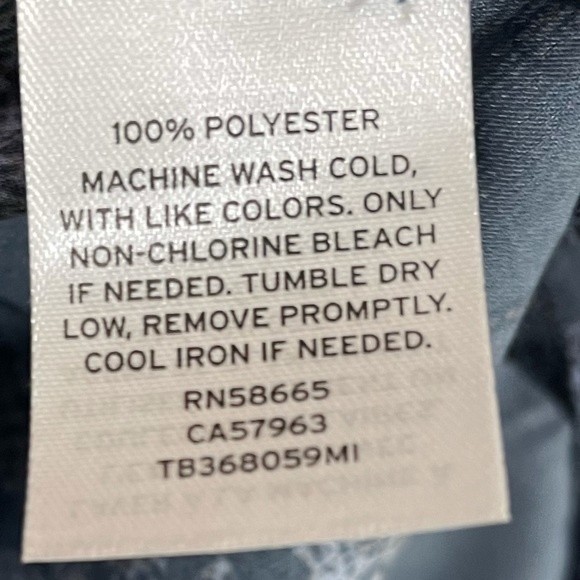 100% POLYESTER
MACHINE WASH COLD,
WITH LIKE COLORS. ONLY
NON-CHLORINE BLEACH
IF NEEDED. TUMBLE DRY
LOW, REMOVE PROMPTLY.
COOL IRON IF NEEDED.
RN58665
CA57963
TB368059MI